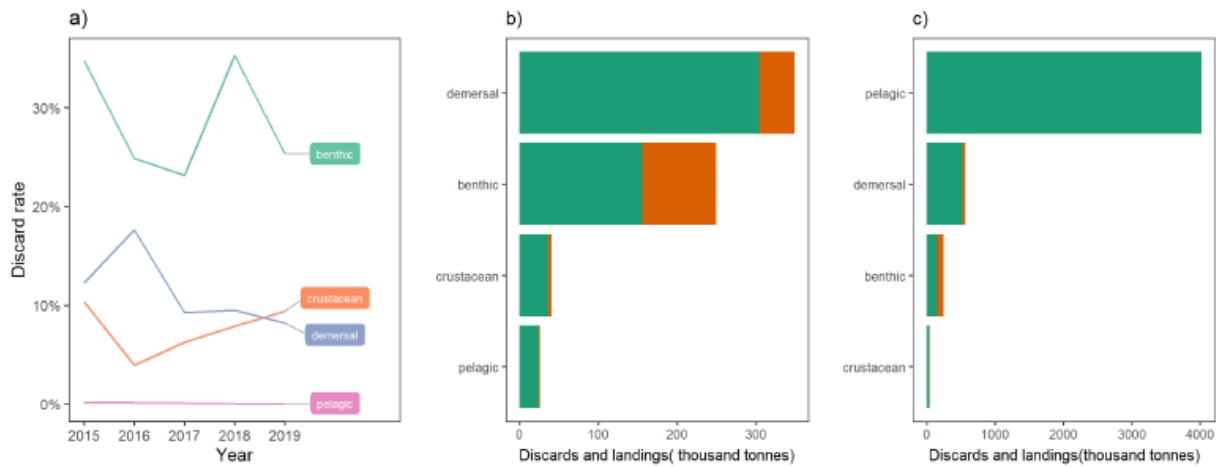 a)
Discard rate
30%
20%
10%
0%
benthic
crustacean
demersal
pelagic
2015 2016 2017 2018 2019
Year
b)
demersal
benthic
crustacean
pelagic
0 100 200 300
Discards and landings( thousand tonnes)
c)
pelagic
demersal
benthic
crustacean
0 1000 2000 3000 4000
Discards and landings(thousand tonnes)